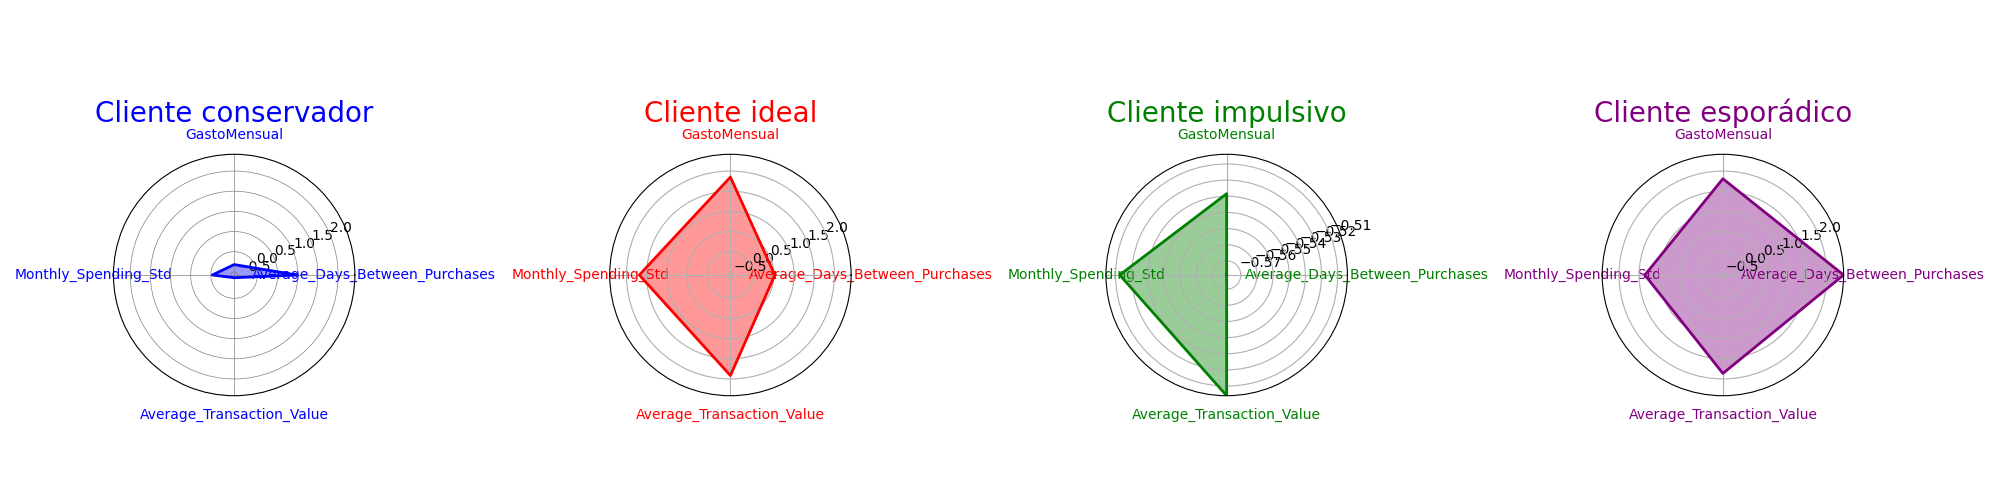 Cliente conservador
GastoMensual
2.0
1.5
1.0
0.5
0.0
Monthly_Spending_Std
Average_Days_Between_Purchases
Average_Transaction_Value
Cliente ideal
GastoMensual
2.0
1.5
1.0
0.5
0.0
−0.5
Monthly_Spending_Std
Average_Days_Between_Purchases
Average_Transaction_Value
Cliente impulsivo
GastoMensual
−0.51
−0.52
−0.53
−0.54
−0.55
−0.56
−0.57
Monthly_Spending_Std
Average_Days_Between_Purchases
Average_Transaction_Value
Cliente esporádico
GastoMensual
2.0
1.5
1.0
0.5
0.0
−0.5
Monthly_Spending_Std
Average_Days_Between_Purchases
Average_Transaction_Value